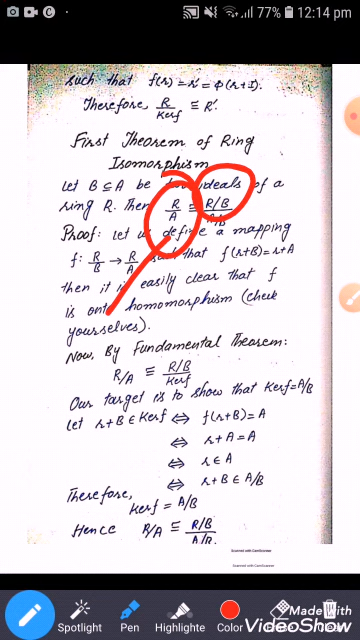 77% 12:14 pm
such that f(r) = r' = φ(r+I).
Therefore, R/Kerf ≅ R'.
First Theorem of Ring
Isomorphism
Let B ⊆ A be two ideals of a
ring R. Then R/A ≅ (R/B)/(A/B)
Proof: Let us define a mapping
f: R/B → R/A such that f(r+B) = r+A
then it is easily clear that f
is onto homomorphism (check
yourselves).
Now, By Fundamental Theorem:
R/A ≅ (R/B)/Kerf
Our target is to show that Kerf = A/B
Let r+B ∈ Kerf ⇔ f(r+B) = A
⇔ r+A = A
⇔ r ∈ A
⇔ r+B ∈ A/B
Therefore,
Kerf = A/B
Hence R/A ≅ (R/B)/(A/B)
Scanned with CamScanner
Scanned with CamScanner
Made With
VideoShow
Spotlight Pen Highlighte Color